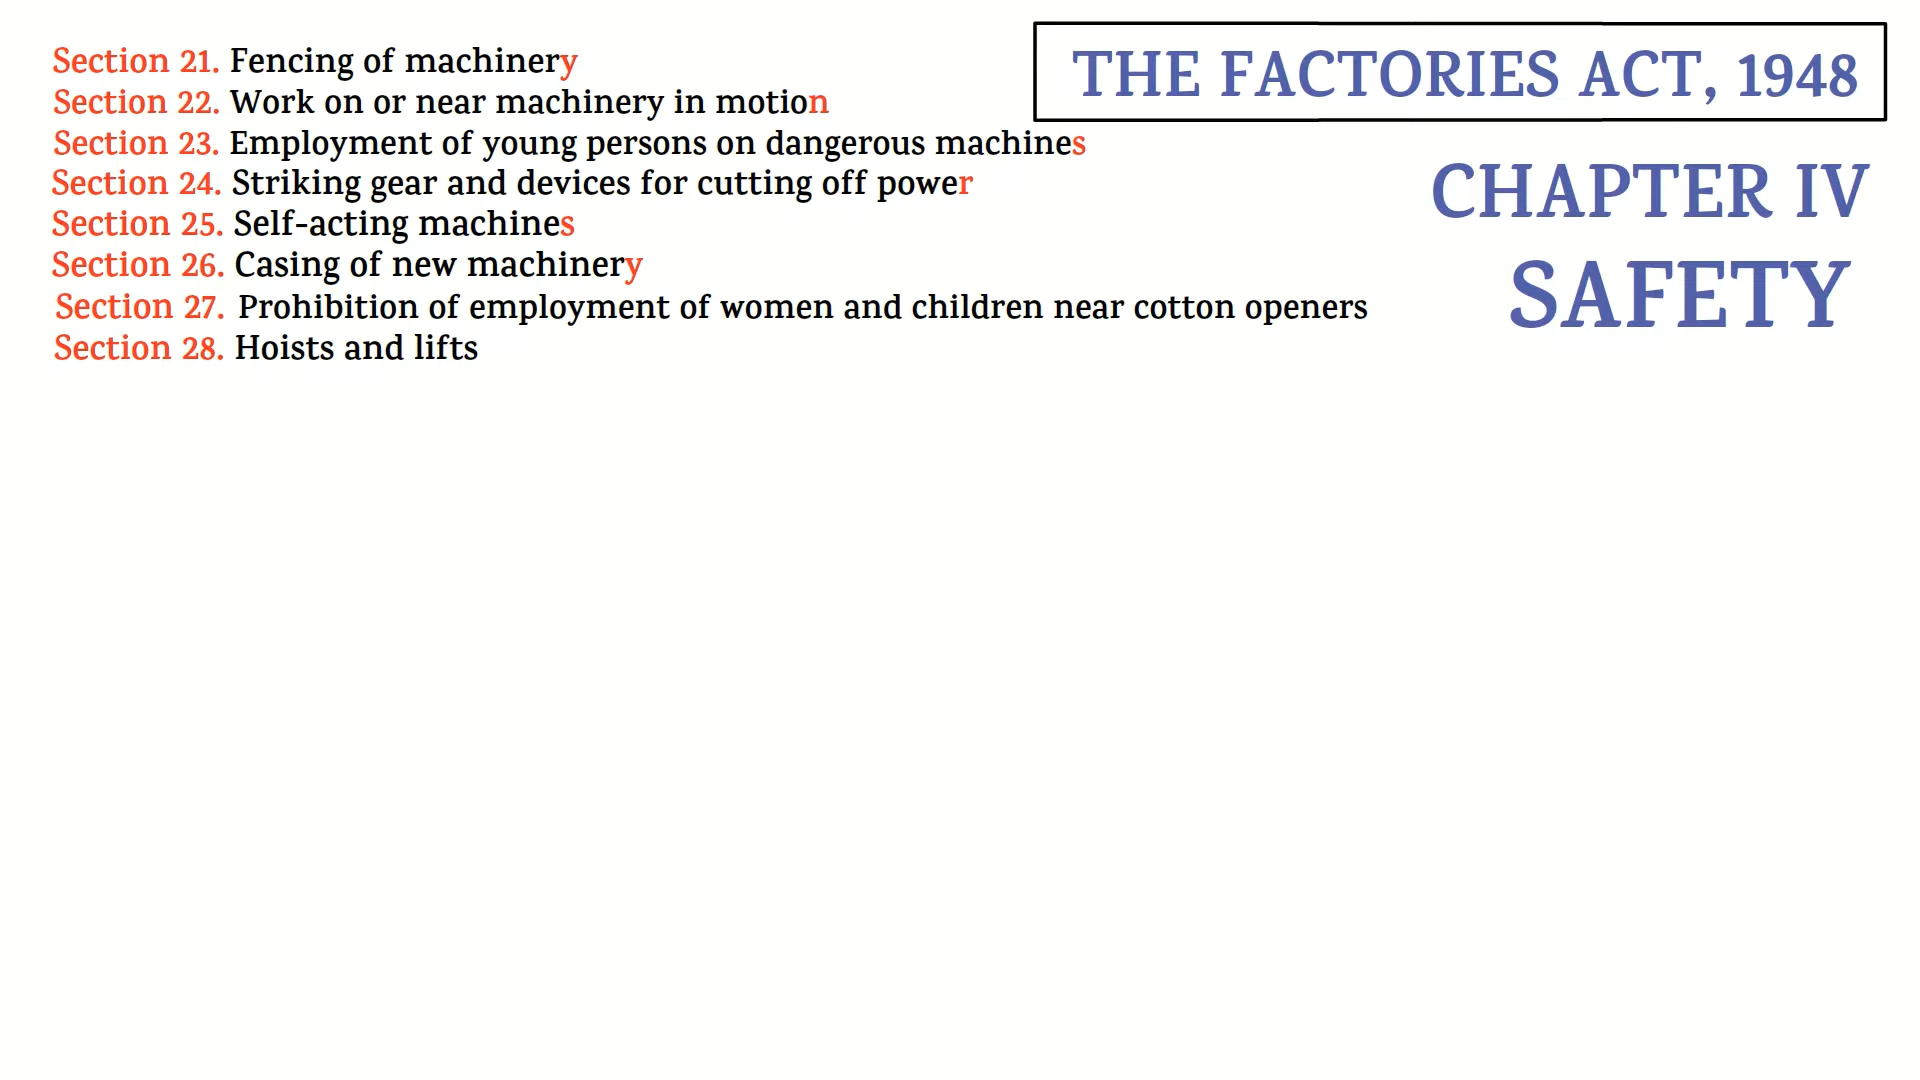 Section 21. Fencing of machinery
Section 22. Work on or near machinery in motion
Section 23. Employment of young persons on dangerous machines
Section 24. Striking gear and devices for cutting off power
Section 25. Self-acting machines
Section 26. Casing of new machinery
Section 27. Prohibition of employment of women and children near cotton openers
Section 28. Hoists and lifts
THE FACTORIES ACT, 1948
CHAPTER IV
SAFETY